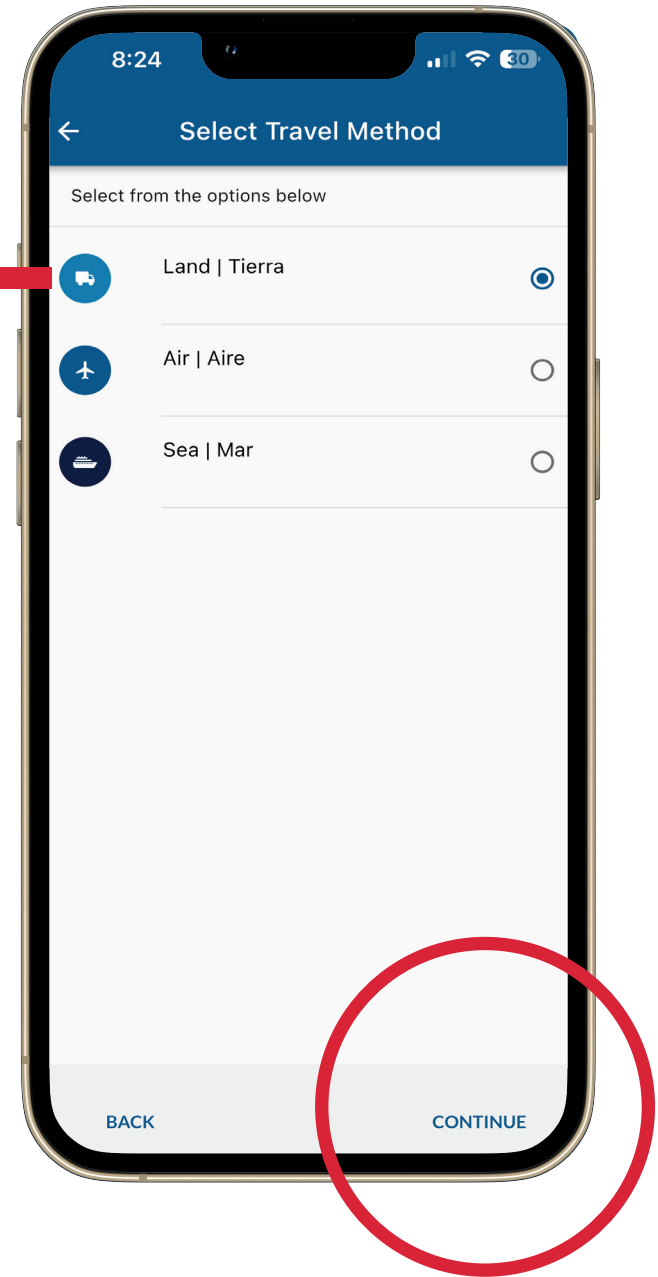 8:24
30
Select Travel Method
Select from the options below
Land | Tierra
Air | Aire
Sea | Mar
BACK
CONTINUE